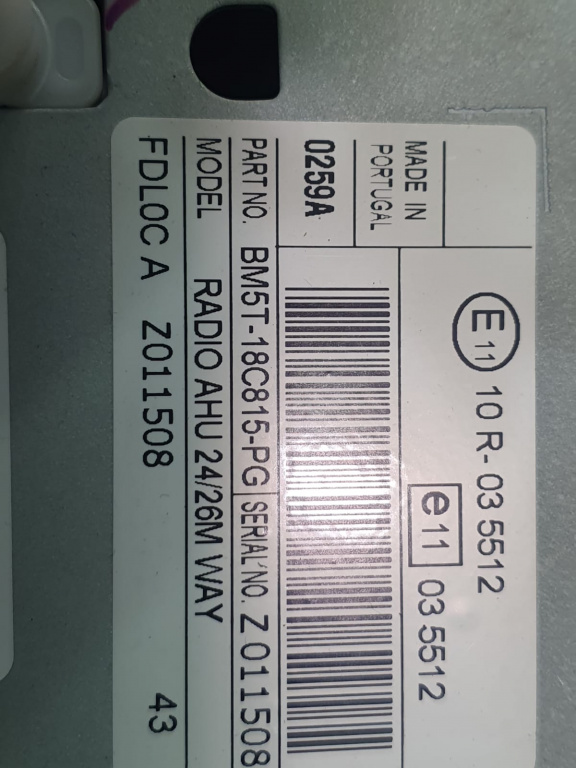 E 11 10 R - 03 5512
MADE IN
PORTUGAL
e 11 03 5512
0259A
PART NO. BM5T-18C815-PG SERIAL NO. Z 011508
MODEL RADIO AHU 24/26M WAY
FDLOC A Z011508 43